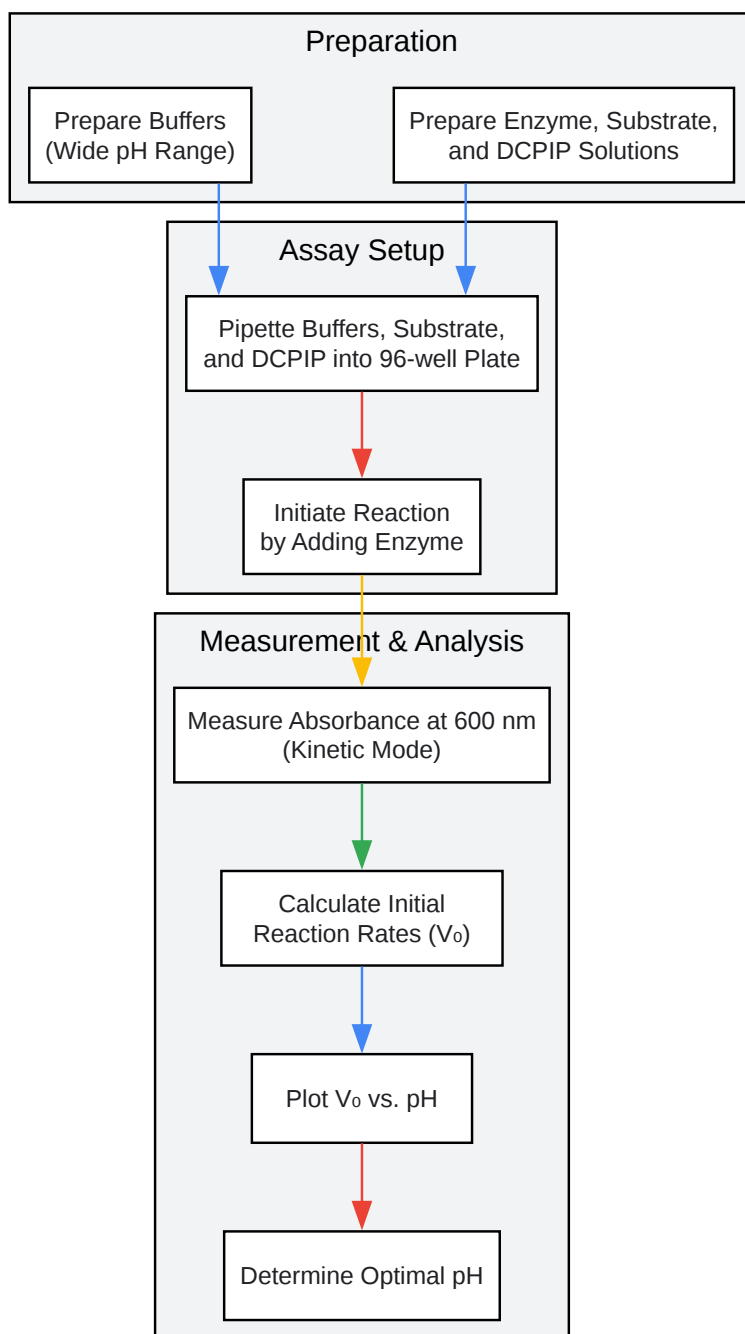 Preparation
Prepare Buffers
(Wide pH Range)
Prepare Enzyme, Substrate,
and DCPIP Solutions
Assay Setup
Pipette Buffers, Substrate,
and DCPIP into 96-well Plate
Initiate Reaction
by Adding Enzyme
Measurement & Analysis
Measure Absorbance at 600 nm
(Kinetic Mode)
Calculate Initial
Reaction Rates (V₀)
Plot V₀ vs. pH
Determine Optimal pH